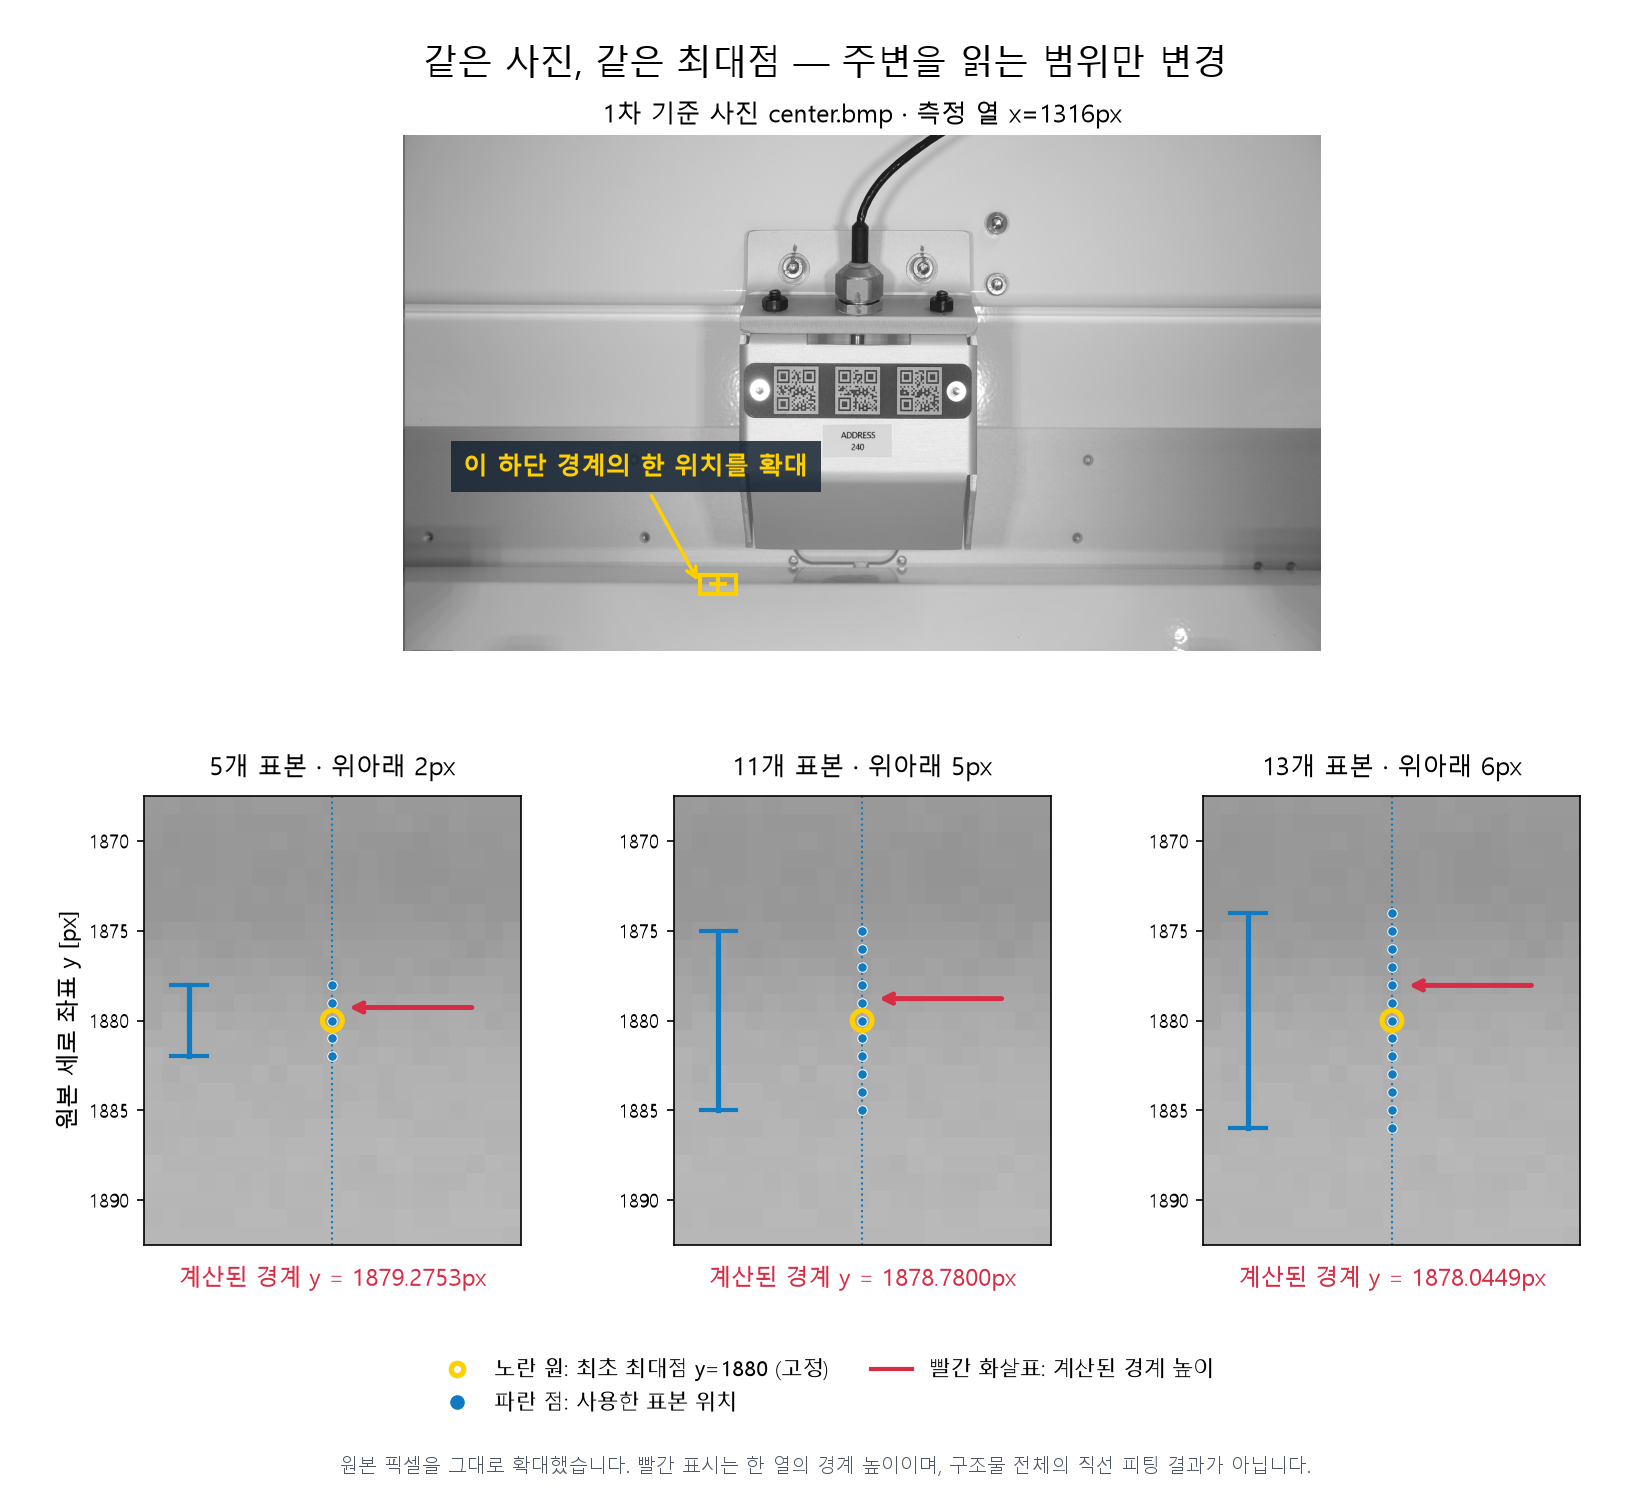 같은 사진, 같은 최대점 — 주변을 읽는 범위만 변경
1차 기준 사진 center.bmp · 측정 열 x=1316px
ADDRESS
240
이 하단 경계의 한 위치를 확대
5개 표본 · 위아래 2px
11개 표본 · 위아래 5px
13개 표본 · 위아래 6px
원본 세로 좌표 y [px]
1870
1875
1880
1885
1890
1870
1875
1880
1885
1890
1870
1875
1880
1885
1890
계산된 경계 y = 1879.2753px
계산된 경계 y = 1878.7800px
계산된 경계 y = 1878.0449px
노란 원: 최초 최대점 y=1880 (고정)
빨간 화살표: 계산된 경계 높이
파란 점: 사용한 표본 위치
원본 픽셀을 그대로 확대했습니다. 빨간 표시는 한 열의 경계 높이이며, 구조물 전체의 직선 피팅 결과가 아닙니다.